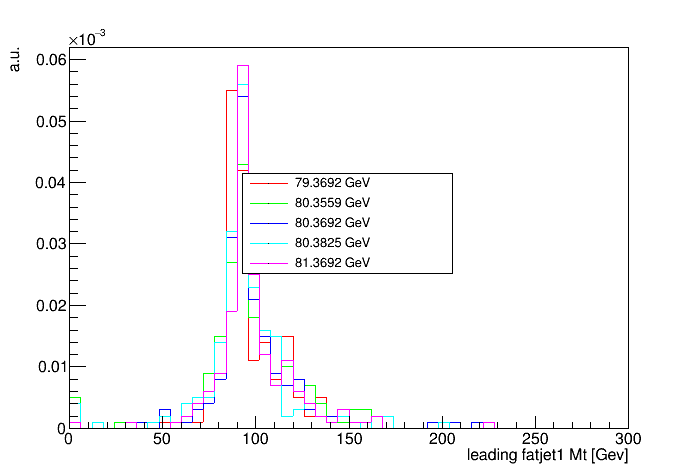 ×10⁻³
a.u.
0.06
0.05
0.04
0.03
0.02
0.01
0
79.3692 GeV
80.3559 GeV
80.3692 GeV
80.3825 GeV
81.3692 GeV
0 50 100 150 200 250 300
leading fatjet1 Mt [Gev]